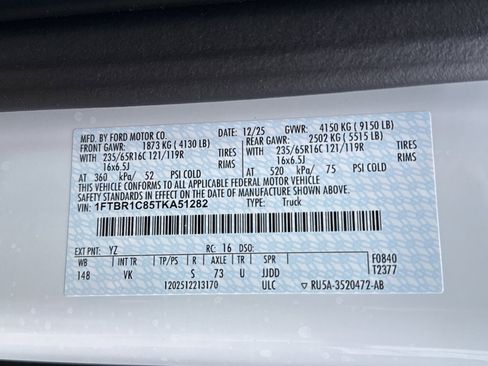 MFD. BY FORD MOTOR CO. 12/25 GVWR: 4150 KG ( 9150 LB)
FRONT GAWR: 1873 KG ( 4130 LB) REAR GAWR: 2502 KG ( 5515 LB)
WITH 235/65R16C 121/119R WITH 235/65R16C 121/119R
16x6.5J 16x6.5J
AT 360 kPa/ 52 PSI COLD AT 520 kPa/ 75 PSI COLD
THIS VEHICLE CONFORMS TO ALL APPLICABLE FEDERAL MOTOR VEHICLE
SAFETY STANDARDS IN EFFECT ON THE DATE OF MANUFACTURE SHOWN ABOVE.
VIN: 1FTBR1C85TKA51282
TYPE: TRUCK
EXT PNT: YZ RC: 16 DSO:
WB INT TR TP/PS R AXLE TR SPR F0840
148 VK S 73 U JJDD T2377
1202512213170 ULC ▽ RU5A-3520472-AB